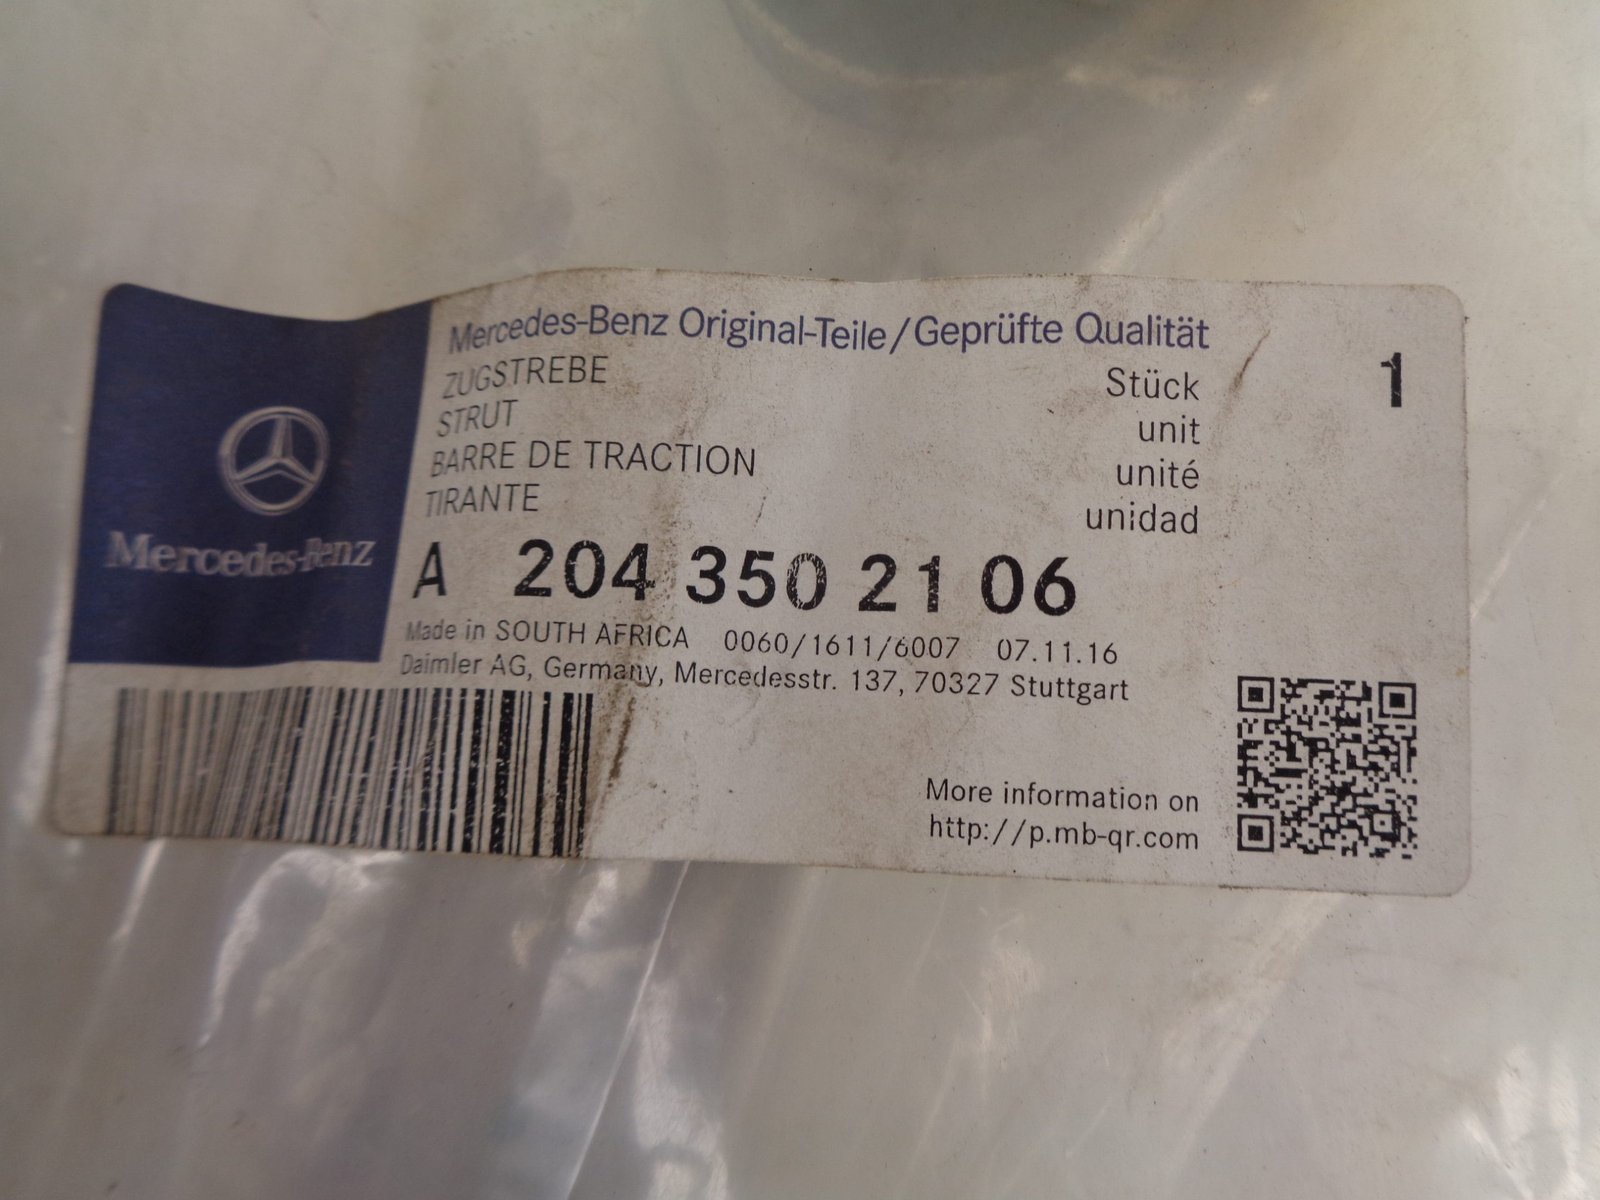 Mercedes-Benz Original-Teile/Geprüfte Qualität
ZUGSTREBE
STRUT
BARRE DE TRACTION
TIRANTE
Stück 1
unit
unité
unidad
Mercedes-Benz
A 204 350 21 06
Made in SOUTH AFRICA 0060/1611/6007 07.11.16
Daimler AG, Germany, Mercedesstr. 137, 70327 Stuttgart
More information on
http://p.mb-qr.com